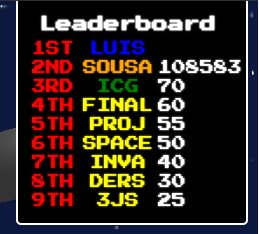 Leaderboard
1ST LUIS
2ND SOUSA 108583
3RD ICG 70
4TH FINAL 60
5TH PROJ 55
6TH SPACE 50
7TH INVA 40
8TH DERS 30
9TH 3JS 25